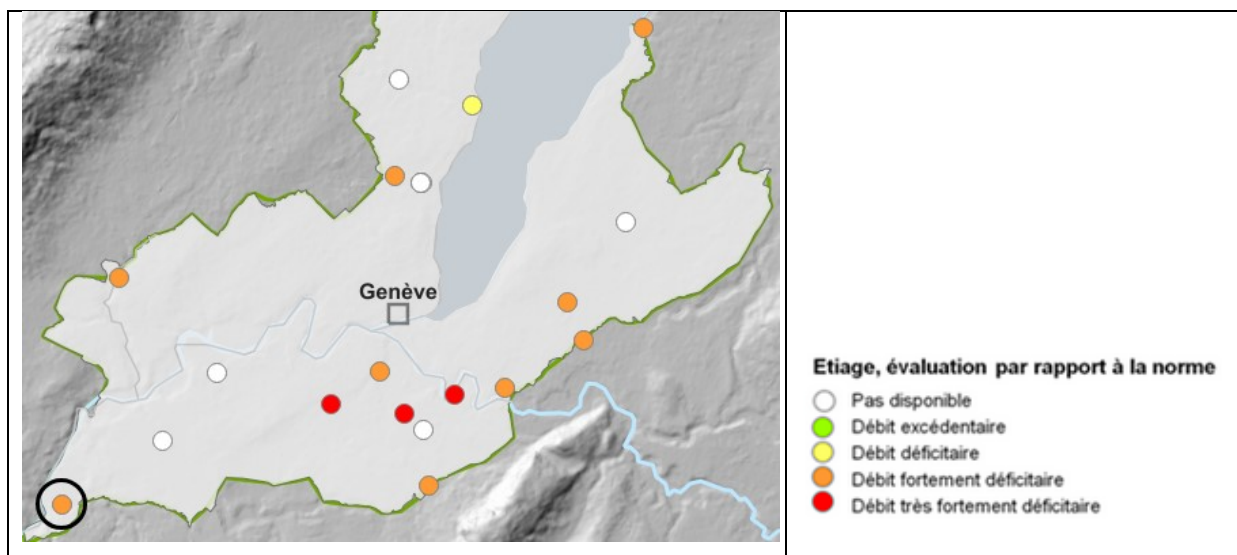 Genève
Etiage, évaluation par rapport à la norme
Pas disponible
Débit excédentaire
Débit déficitaire
Débit fortement déficitaire
Débit très fortement déficitaire